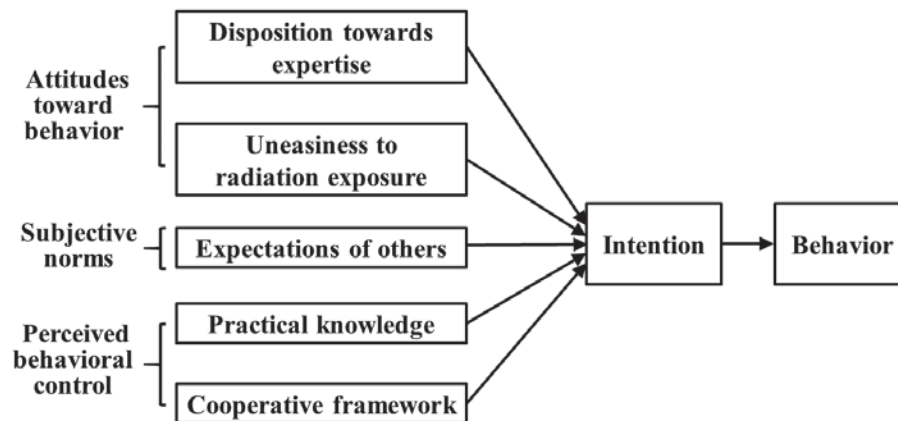 Attitudes
toward
behavior
Disposition towards
expertise
Uneasiness to
radiation exposure
Subjective
norms
Expectations of others
Perceived
behavioral
control
Practical knowledge
Cooperative framework
Intention
Behavior